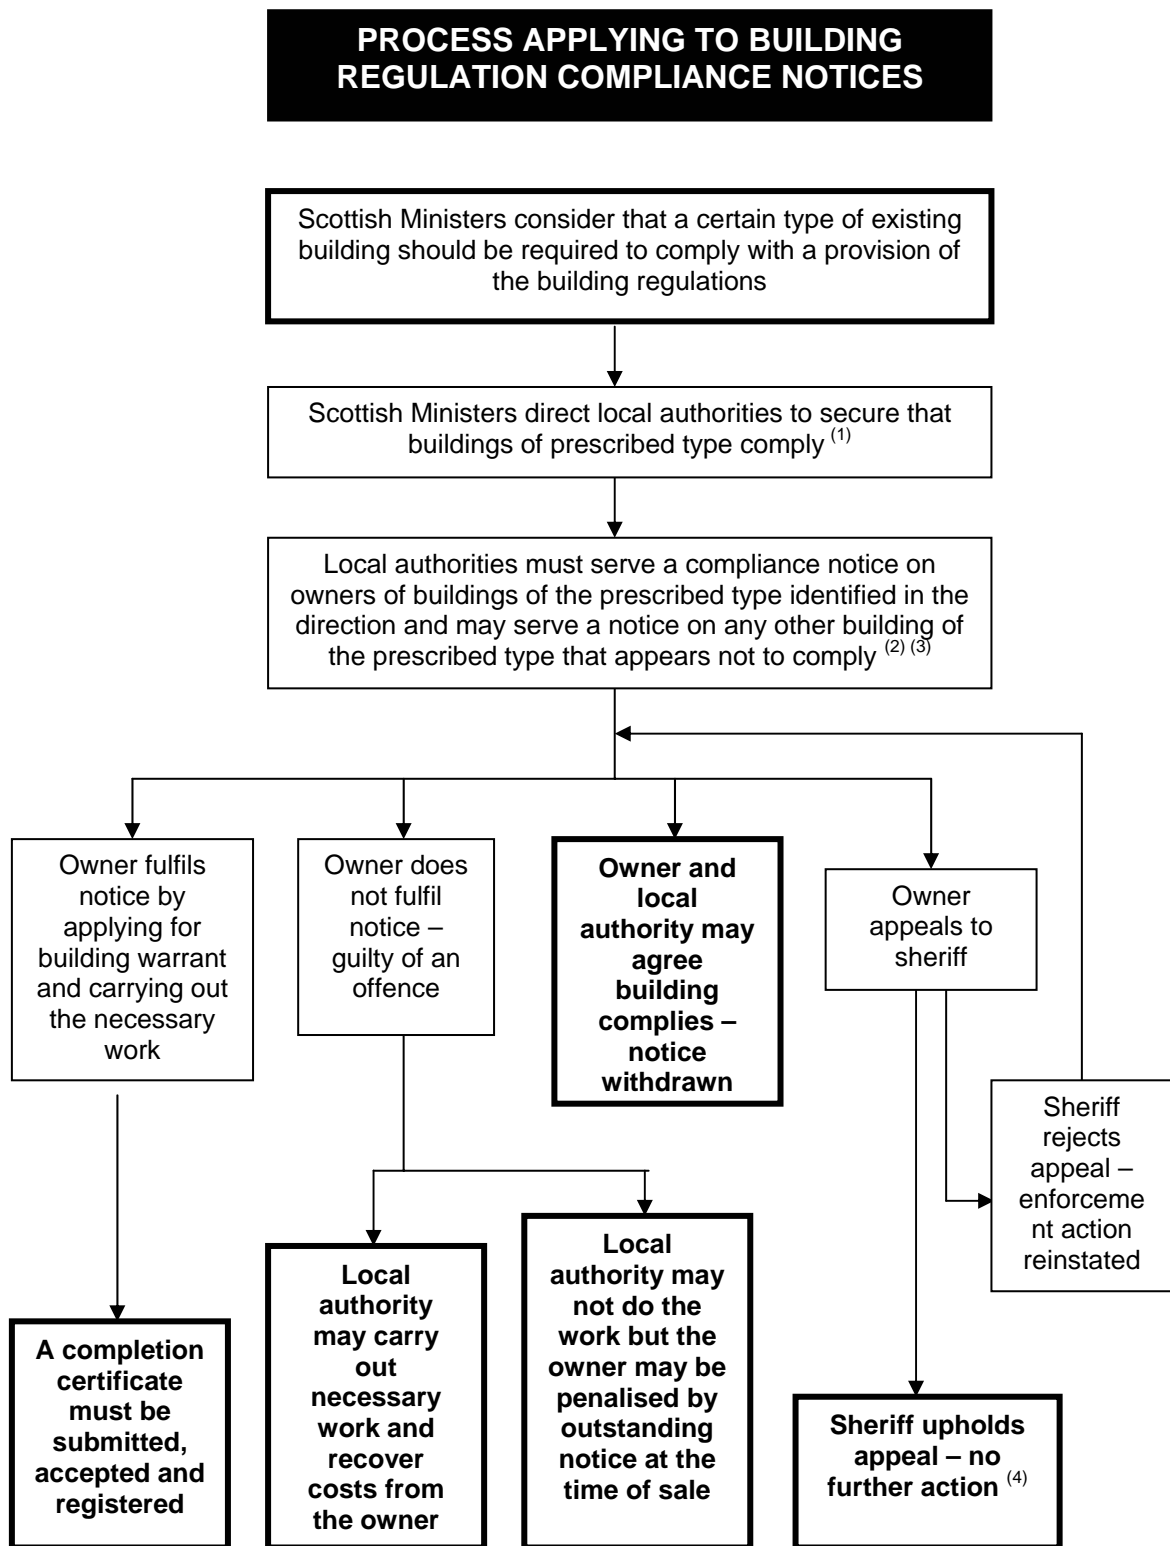 PROCESS APPLYING TO BUILDING
REGULATION COMPLIANCE NOTICES
Scottish Ministers consider that a certain type of existing
building should be required to comply with a provision of
the building regulations
Scottish Ministers direct local authorities to secure that
buildings of prescribed type comply (1)
Local authorities must serve a compliance notice on
owners of buildings of the prescribed type identified in the
direction and may serve a notice on any other building of
the prescribed type that appears not to comply (2) (3)
Owner fulfils
notice by
applying for
building warrant
and carrying out
the necessary
work
Owner does
not fulfil
notice –
guilty of an
offence
Owner and
local
authority may
agree
building
complies –
notice
withdrawn
Owner
appeals to
sheriff
Sheriff
rejects
appeal –
enforceme
nt action
reinstated
A completion
certificate
must be
submitted,
accepted and
registered
Local
authority
may carry
out
necessary
work and
recover
costs from
the owner
Local
authority may
not do the
work but the
owner may be
penalised by
outstanding
notice at the
time of sale
Sheriff upholds
appeal – no
further action (4)